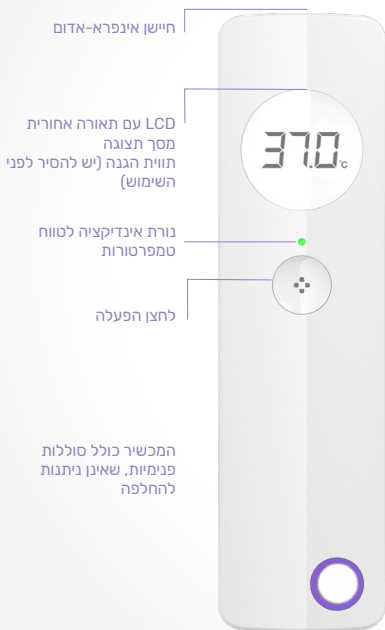 חיישן אינפרא-אדום
LCD עם תאורה אחורית
מסך תצוגה
תווית הגנה (יש להסיר לפני
השימוש)
37.0°c
נורת אינדיקציה לטווח
טמפרטורות
לחצן הפעלה
המכשיר כולל סוללות
פנימיות, שאינן ניתנות
להחלפה